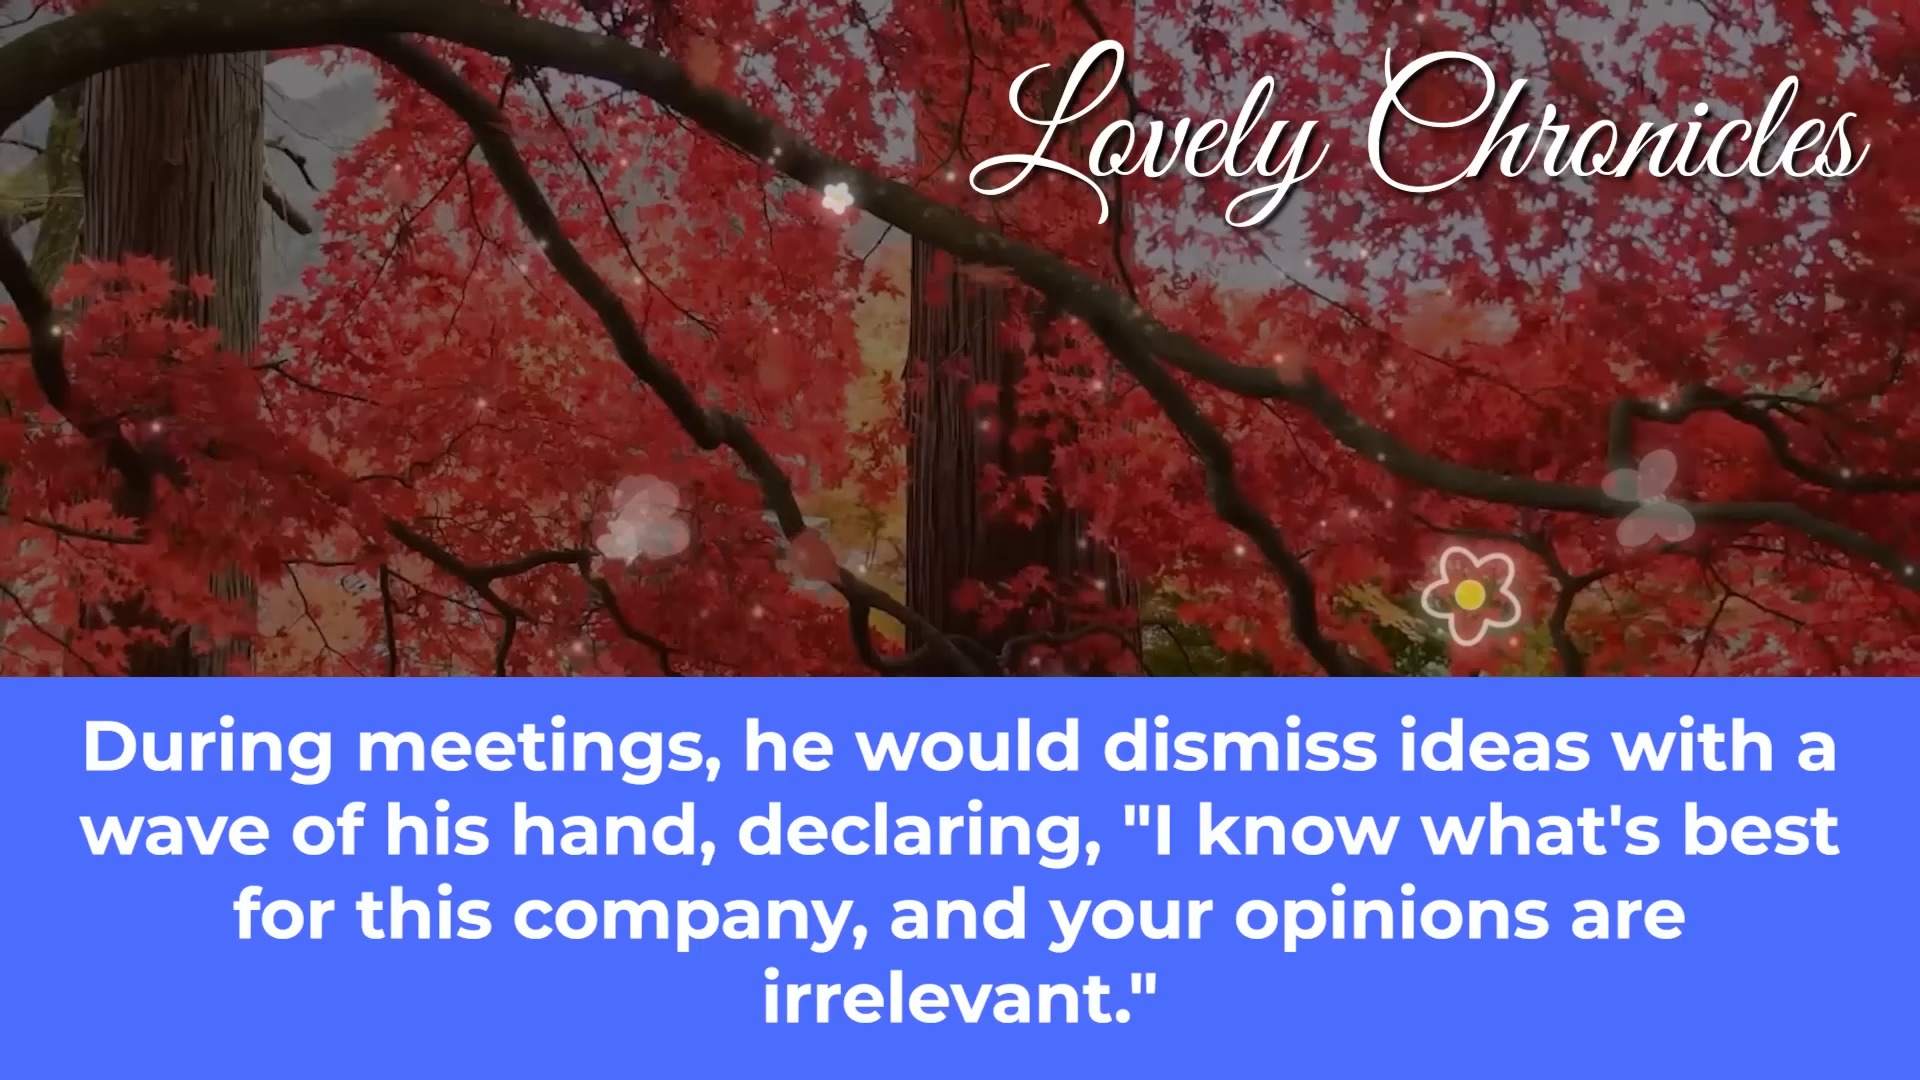 Lovely Chronicles
During meetings, he would dismiss ideas with a
wave of his hand, declaring, "I know what's best
for this company, and your opinions are
irrelevant."